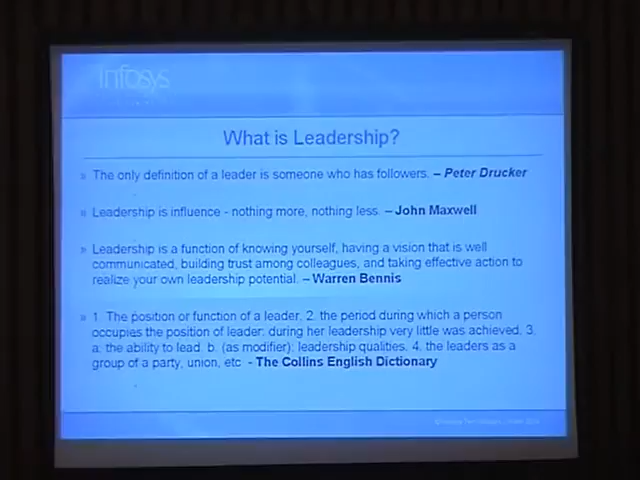 Infosys
What is Leadership?
» The only definition of a leader is someone who has followers. – Peter Drucker
» Leadership is influence - nothing more, nothing less. – John Maxwell
» Leadership is a function of knowing yourself, having a vision that is well
communicated, building trust among colleagues, and taking effective action to
realize your own leadership potential. – Warren Bennis
» 1. The position or function of a leader. 2. the period during which a person
occupies the position of leader: during her leadership very little was achieved. 3.
a. the ability to lead. b. (as modifier): leadership qualities. 4. the leaders as a
group of a party, union, etc - The Collins English Dictionary